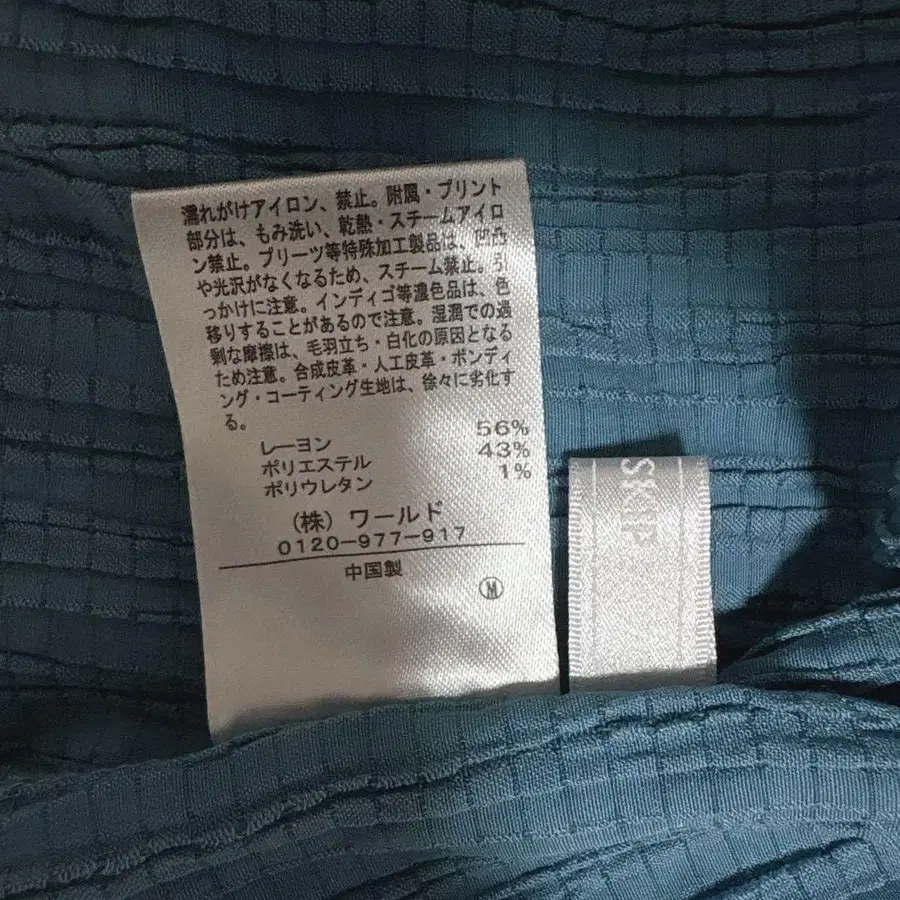 濡れがけアイロン、禁止。附属・プリント
部分は、もみ洗い、乾熱・スチームアイロ
ン禁止。プリーツ等特殊加工製品は、凹凸
や光沢がなくなるため、スチーム禁止。引
っかけに注意。インディゴ等濃色品は、色
移りすることがあるので注意。湿潤での過
剰な摩擦は、毛羽立ち・白化の原因となる
ため注意。合成皮革・人工皮革・ボンディ
ング・コーティング生地は、徐々に劣化す
る。
レーヨン 56%
ポリエステル 43%
ポリウレタン 1%
(株) ワールド
0120-977-917
中国製
M